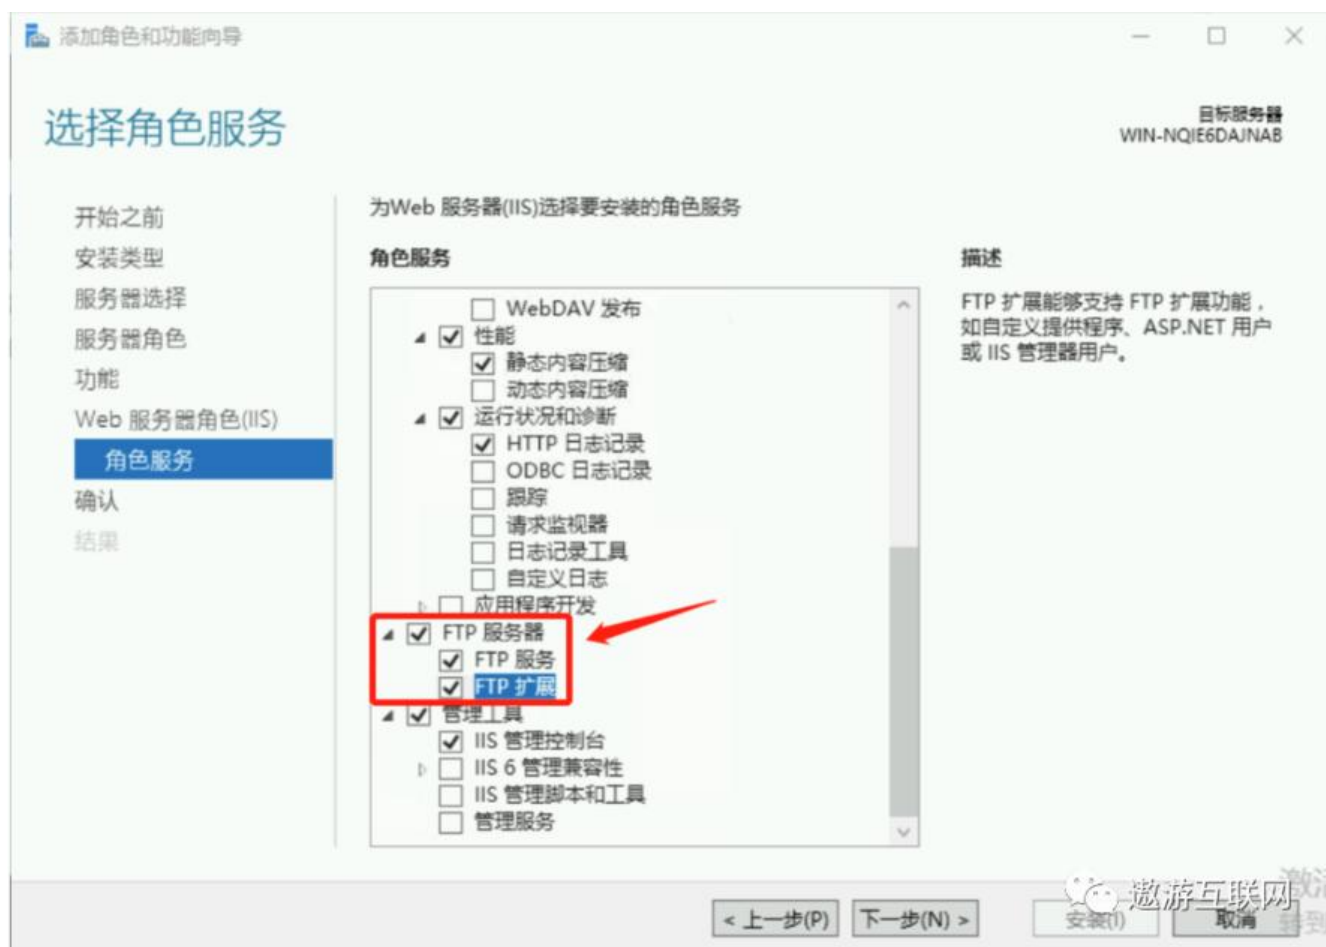 添加角色和功能向导
选择角色服务
目标服务器
WIN-NQIE6DAJNAB
开始之前
安装类型
服务器选择
服务器角色
功能
Web 服务器角色(IIS)
角色服务
确认
结果
为Web 服务器(IIS)选择要安装的角色服务
角色服务
WebDAV 发布
性能
静态内容压缩
动态内容压缩
运行状况和诊断
HTTP 日志记录
ODBC 日志记录
跟踪
请求监视器
日志记录工具
自定义日志
应用程序开发
FTP 服务器
FTP 服务
FTP 扩展
管理工具
IIS 管理控制台
IIS 6 管理兼容性
IIS 管理脚本和工具
管理服务
描述
FTP 扩展能够支持 FTP 扩展功能，
如自定义提供程序、ASP.NET 用户
或 IIS 管理器用户。
< 上一步(P)
下一步(N) >
安装(I)
取消
遨游互联网
激活
转到